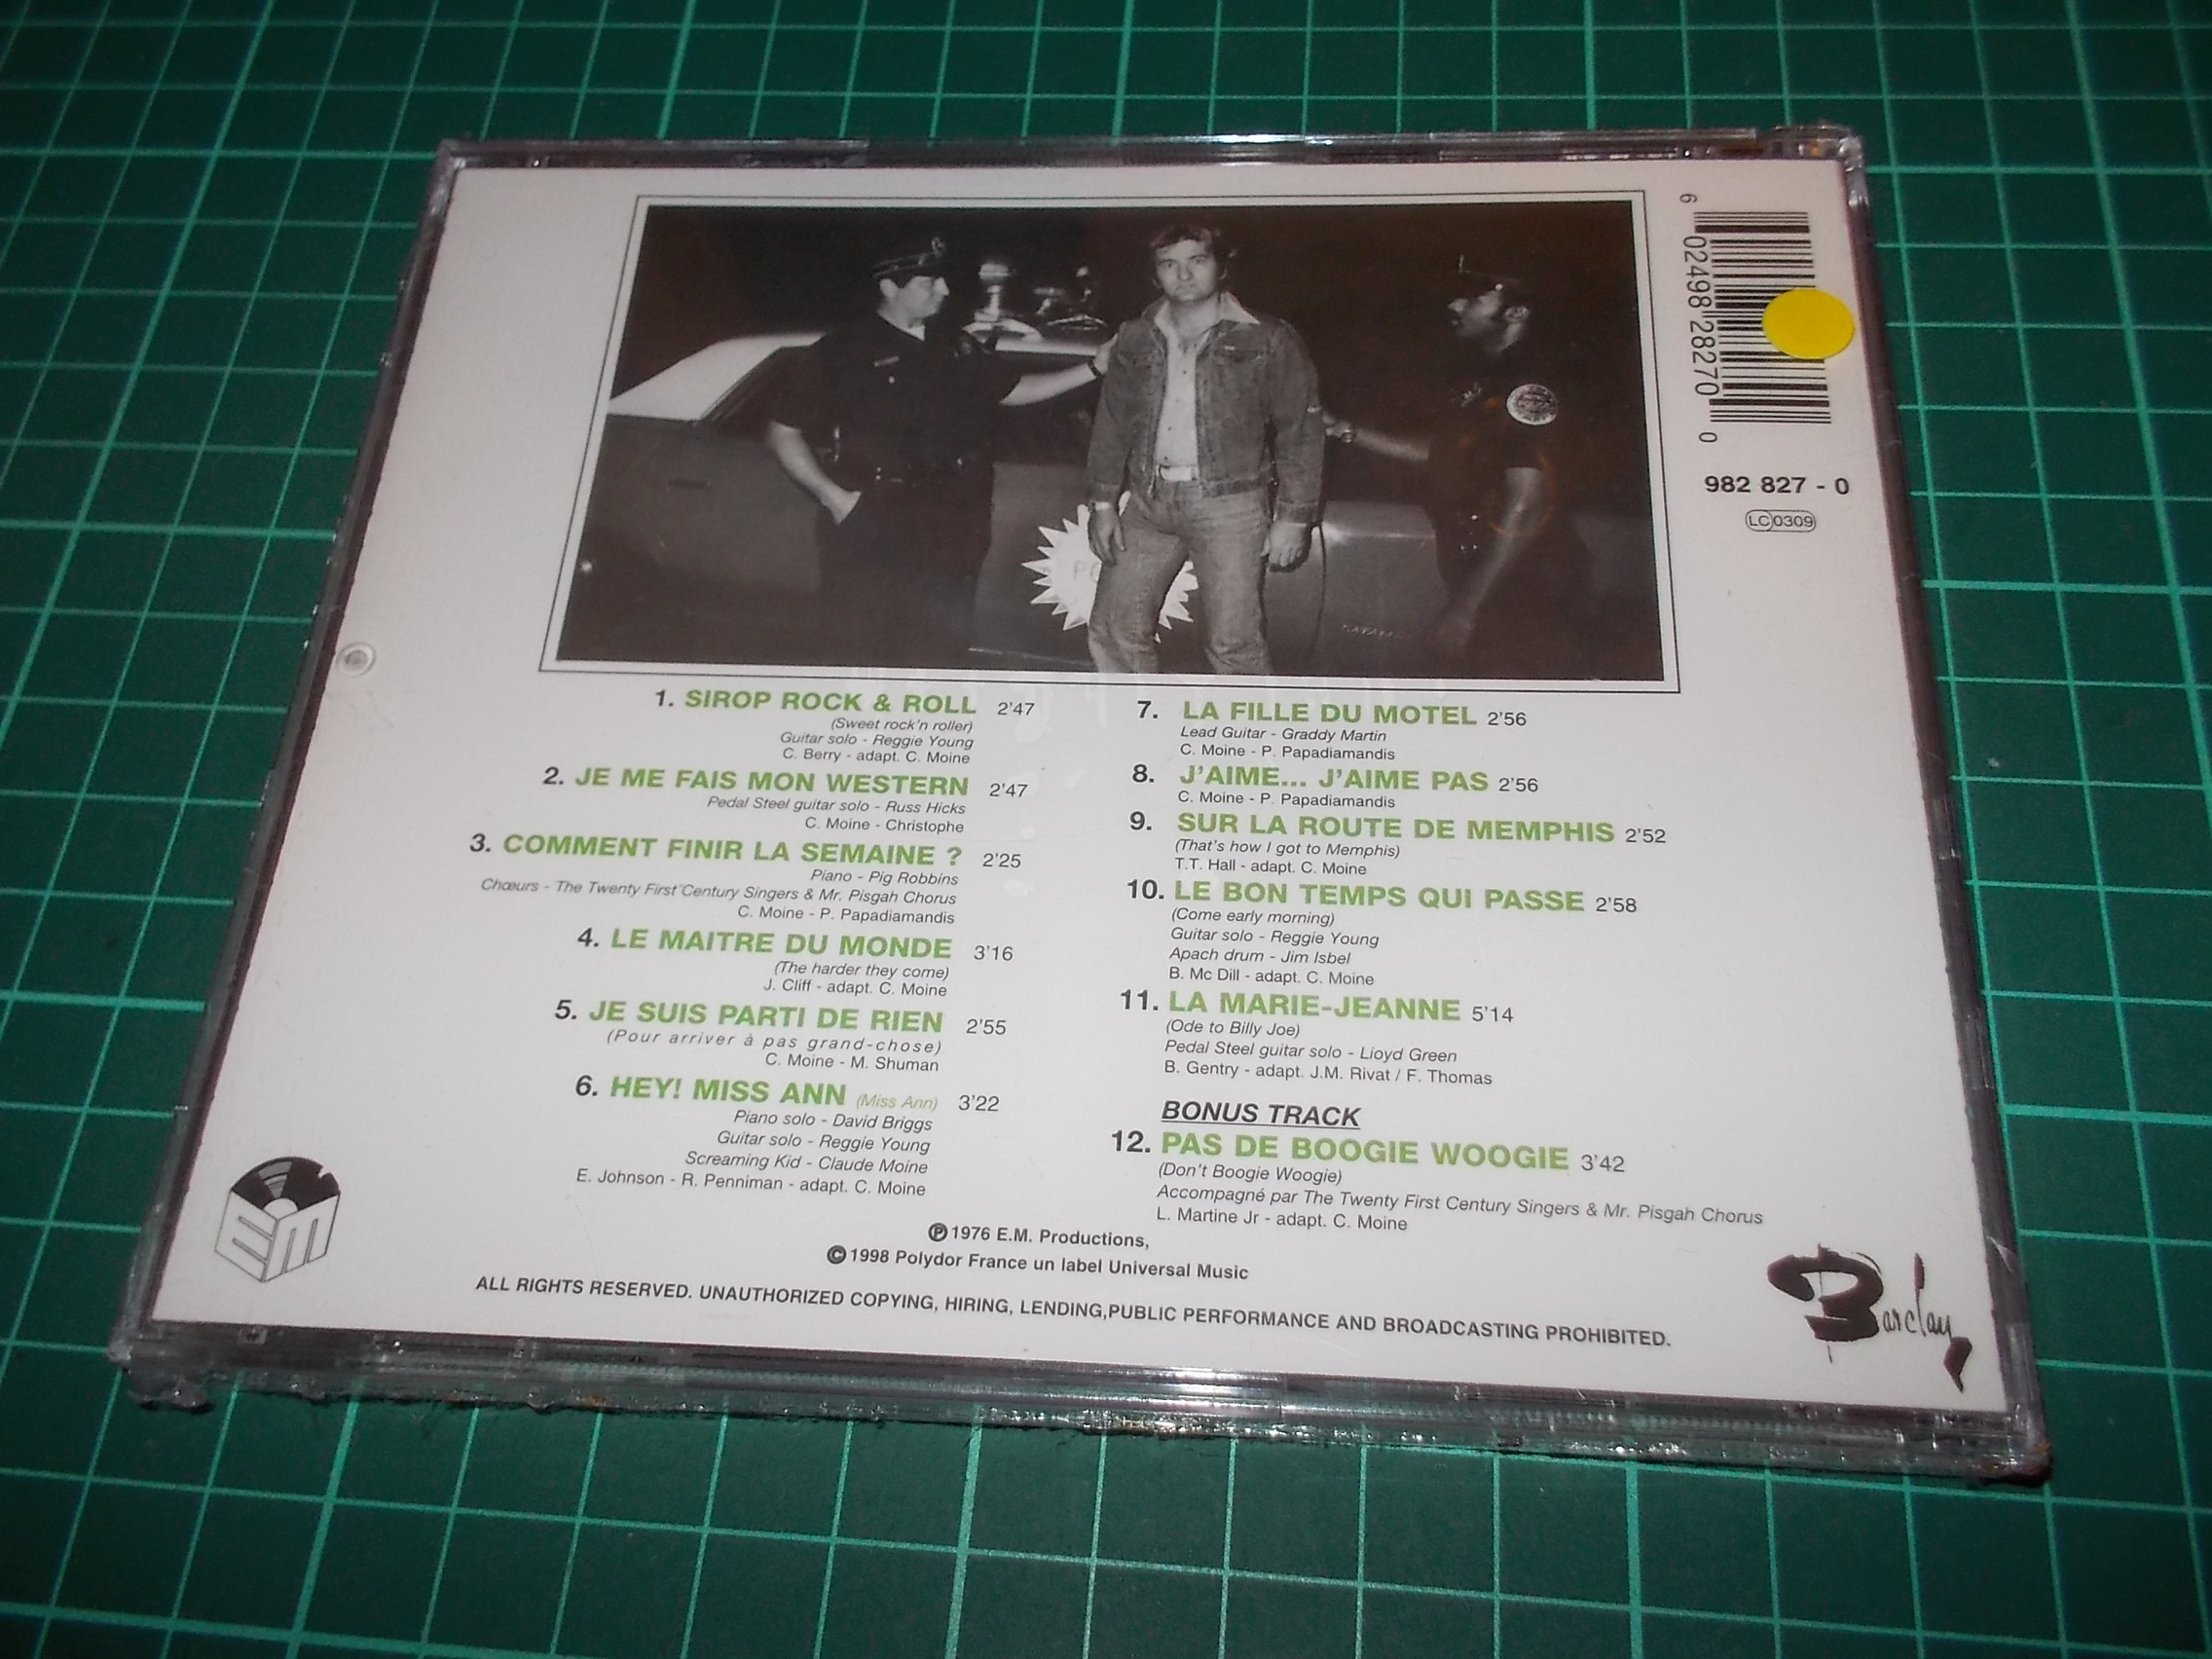 6
02498 28270
0
982 827 - 0
LC 0309
1. SIROP ROCK & ROLL 2'47
(Sweet rock'n roller)
Guitar solo - Reggie Young
C. Berry - adapt. C. Moine
2. JE ME FAIS MON WESTERN 2'47
Pedal Steel guitar solo - Russ Hicks
C. Moine - Christophe
3. COMMENT FINIR LA SEMAINE ? 2'25
Piano - Pig Robbins
Chœurs - The Twenty First Century Singers & Mr. Pisgah Chorus
C. Moine - P. Papadiamandis
4. LE MAITRE DU MONDE 3'16
(The harder they come)
J. Cliff - adapt. C. Moine
5. JE SUIS PARTI DE RIEN 2'55
(Pour arriver à pas grand-chose)
C. Moine - M. Shuman
6. HEY! MISS ANN (Miss Ann) 3'22
Piano solo - David Briggs
Guitar solo - Reggie Young
Screaming Kid - Claude Moine
E. Johnson - R. Penniman - adapt. C. Moine
7. LA FILLE DU MOTEL 2'56
Lead Guitar - Graddy Martin
C. Moine - P. Papadiamandis
8. J'AIME... J'AIME PAS 2'56
C. Moine - P. Papadiamandis
9. SUR LA ROUTE DE MEMPHIS 2'52
(That's how I got to Memphis)
T.T. Hall - adapt. C. Moine
10. LE BON TEMPS QUI PASSE 2'58
(Come early morning)
Guitar solo - Reggie Young
Apach drum - Jim Isbel
B. Mc Dill - adapt. C. Moine
11. LA MARIE-JEANNE 5'14
(Ode to Billy Joe)
Pedal Steel guitar solo - Lioyd Green
B. Gentry - adapt. J.M. Rivat / F. Thomas
BONUS TRACK
12. PAS DE BOOGIE WOOGIE 3'42
(Don't Boogie Woogie)
Accompagné par The Twenty First Century Singers & Mr. Pisgah Chorus
L. Martine Jr - adapt. C. Moine
EM
℗ 1976 E.M. Productions,
© 1998 Polydor France un label Universal Music
ALL RIGHTS RESERVED. UNAUTHORIZED COPYING, HIRING, LENDING,PUBLIC PERFORMANCE AND BROADCASTING PROHIBITED.
Barclay